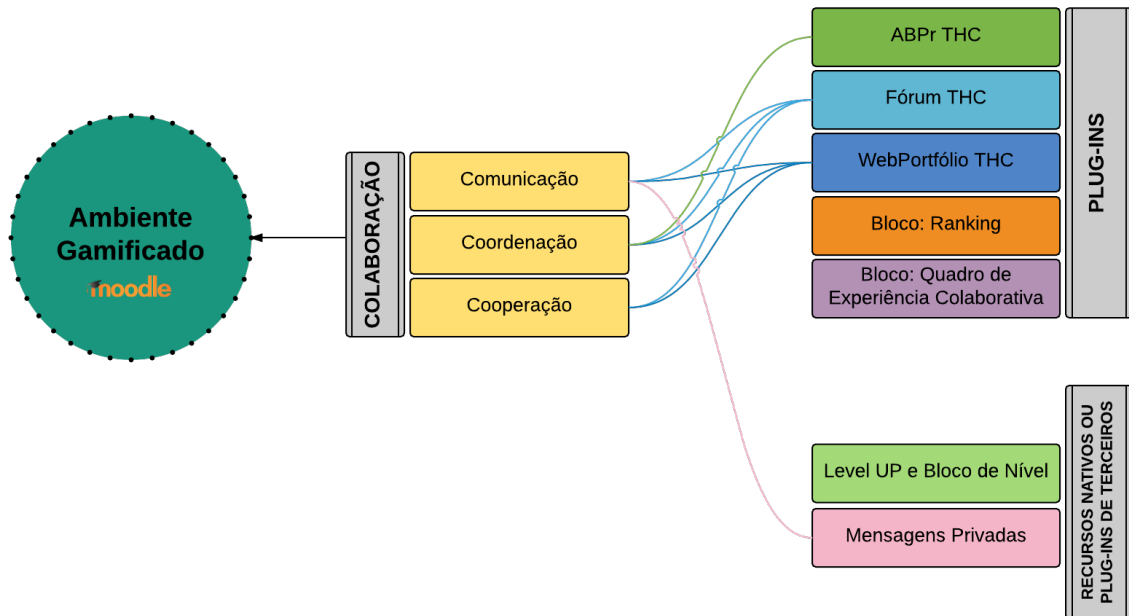 Ambiente
Gamificado
moodle
COLABORAÇÃO
Comunicação
Coordenação
Cooperação
ABPr THC
Fórum THC
WebPortfólio THC
Bloco: Ranking
Bloco: Quadro de
Experiência Colaborativa
PLUG-INS
Level UP e Bloco de Nível
Mensagens Privadas
RECURSOS NATIVOS OU
PLUG-INS DE TERCEIROS